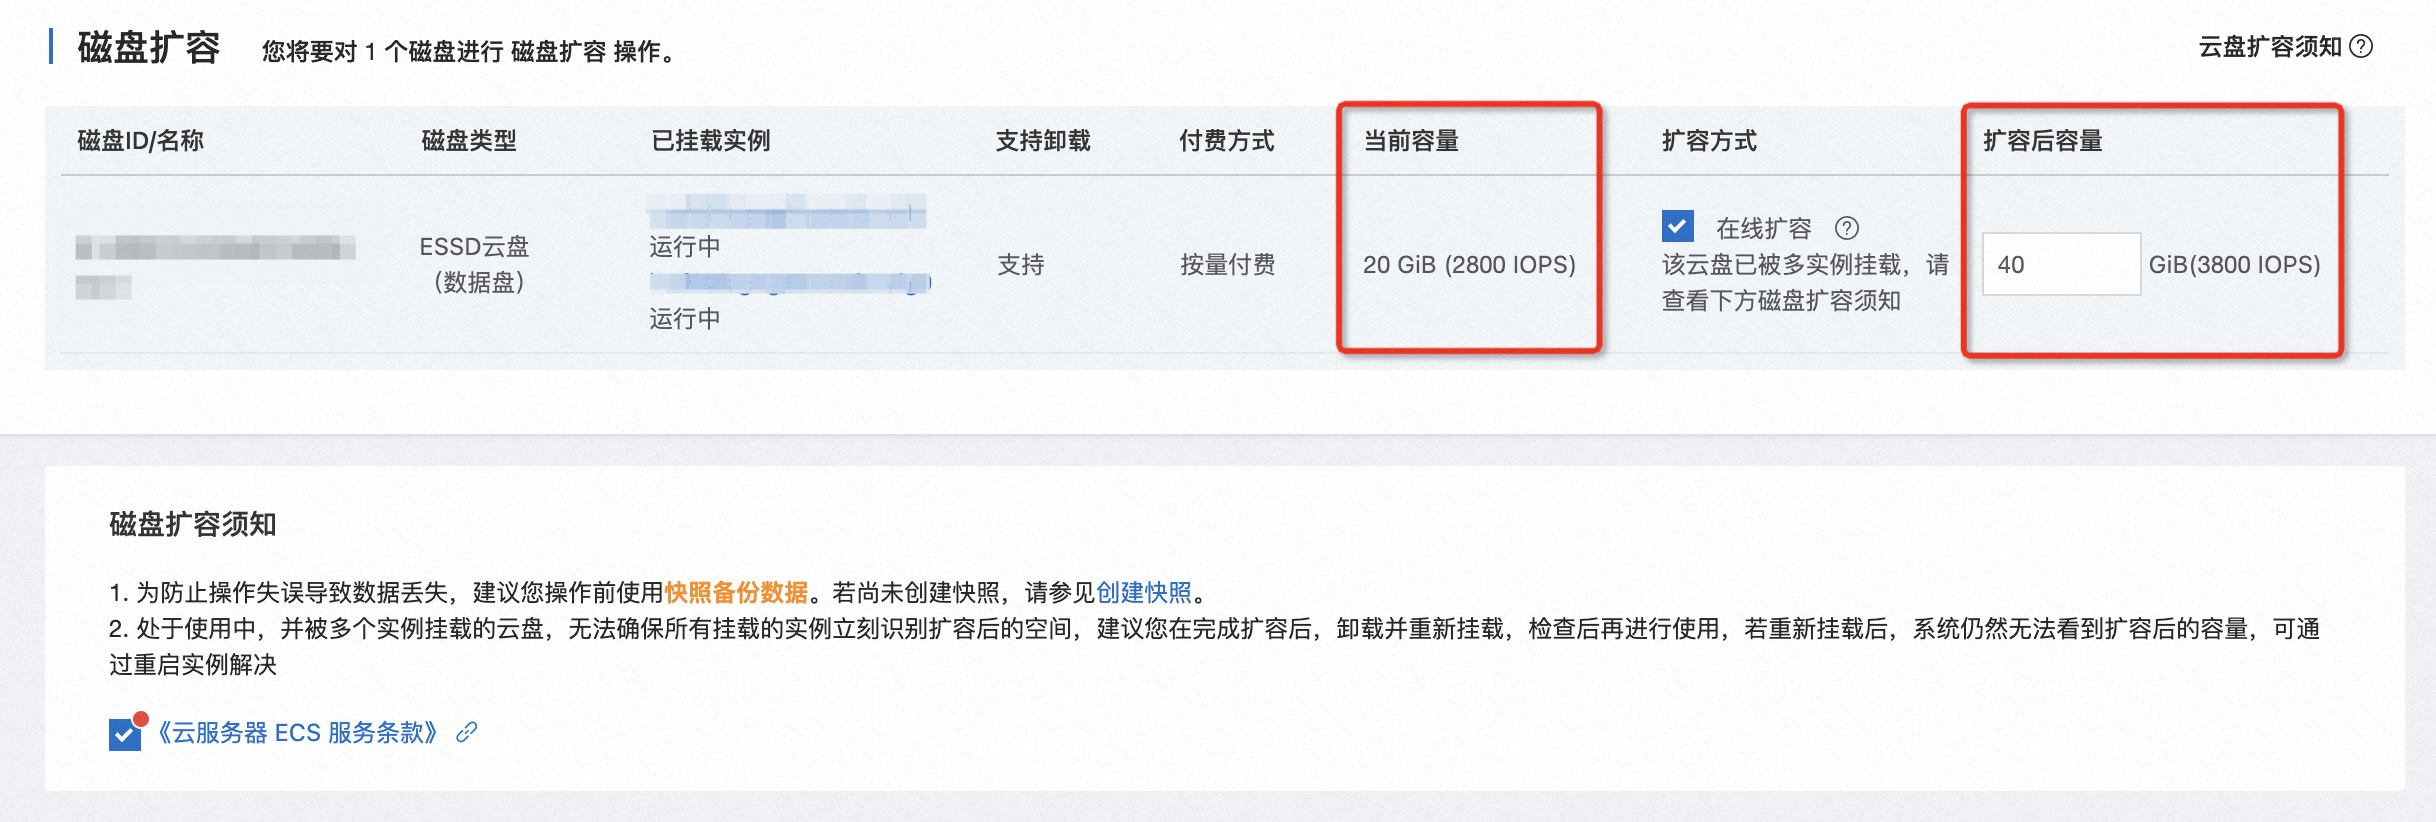 磁盘扩容 您将要对 1 个磁盘进行 磁盘扩容 操作。 云盘扩容须知
磁盘ID/名称 磁盘类型 已挂载实例 支持卸载 付费方式 当前容量 扩容方式 扩容后容量
ESSD云盘
（数据盘）
运行中
运行中
支持
按量付费
20 GiB (2800 IOPS)
在线扩容
该云盘已被多实例挂载，请
查看下方磁盘扩容须知
40 GiB(3800 IOPS)
磁盘扩容须知
1. 为防止操作失误导致数据丢失，建议您操作前使用快照备份数据。若尚未创建快照，请参见创建快照。
2. 处于使用中，并被多个实例挂载的云盘，无法确保所有挂载的实例立刻识别扩容后的空间，建议您在完成扩容后，卸载并重新挂载，检查后再进行使用，若重新挂载后，系统仍然无法看到扩容后的容量，可通
过重启实例解决
《云服务器 ECS 服务条款》